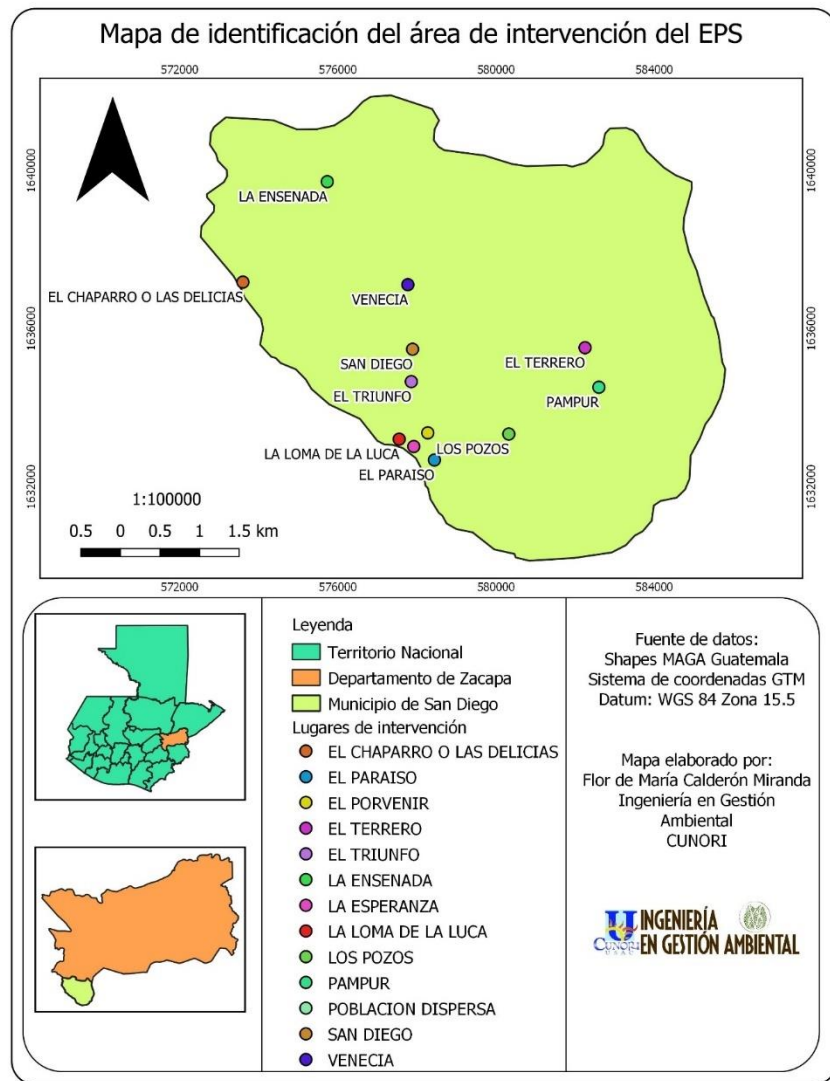 Mapa de identificación del área de intervención del EPS
572000 576000 580000 584000
1640000 1640000
LA ENSENADA
EL CHAPARRO O LAS DELICIAS
VENECIA
1636000 1636000
SAN DIEGO
EL TERRERO
EL TRIUNFO
PAMPUR
LA LOMA DE LA LUCA
LOS POZOS
EL PARAISO
1632000 1632000
1:100000
0.5 0 0.5 1 1.5 km
572000 576000 580000 584000
Leyenda
Territorio Nacional
Departamento de Zacapa
Municipio de San Diego
Lugares de intervención
EL CHAPARRO O LAS DELICIAS
EL PARAISO
EL PORVENIR
EL TERRERO
EL TRIUNFO
LA ENSENADA
LA ESPERANZA
LA LOMA DE LA LUCA
LOS POZOS
PAMPUR
POBLACION DISPERSA
SAN DIEGO
VENECIA
Fuente de datos:
Shapes MAGA Guatemala
Sistema de coordenadas GTM
Datum: WGS 84 Zona 15.5
Mapa elaborado por:
Flor de María Calderón Miranda
Ingeniería en Gestión
Ambiental
CUNORI
CUNORI
INGENIERÍA
EN GESTIÓN AMBIENTAL